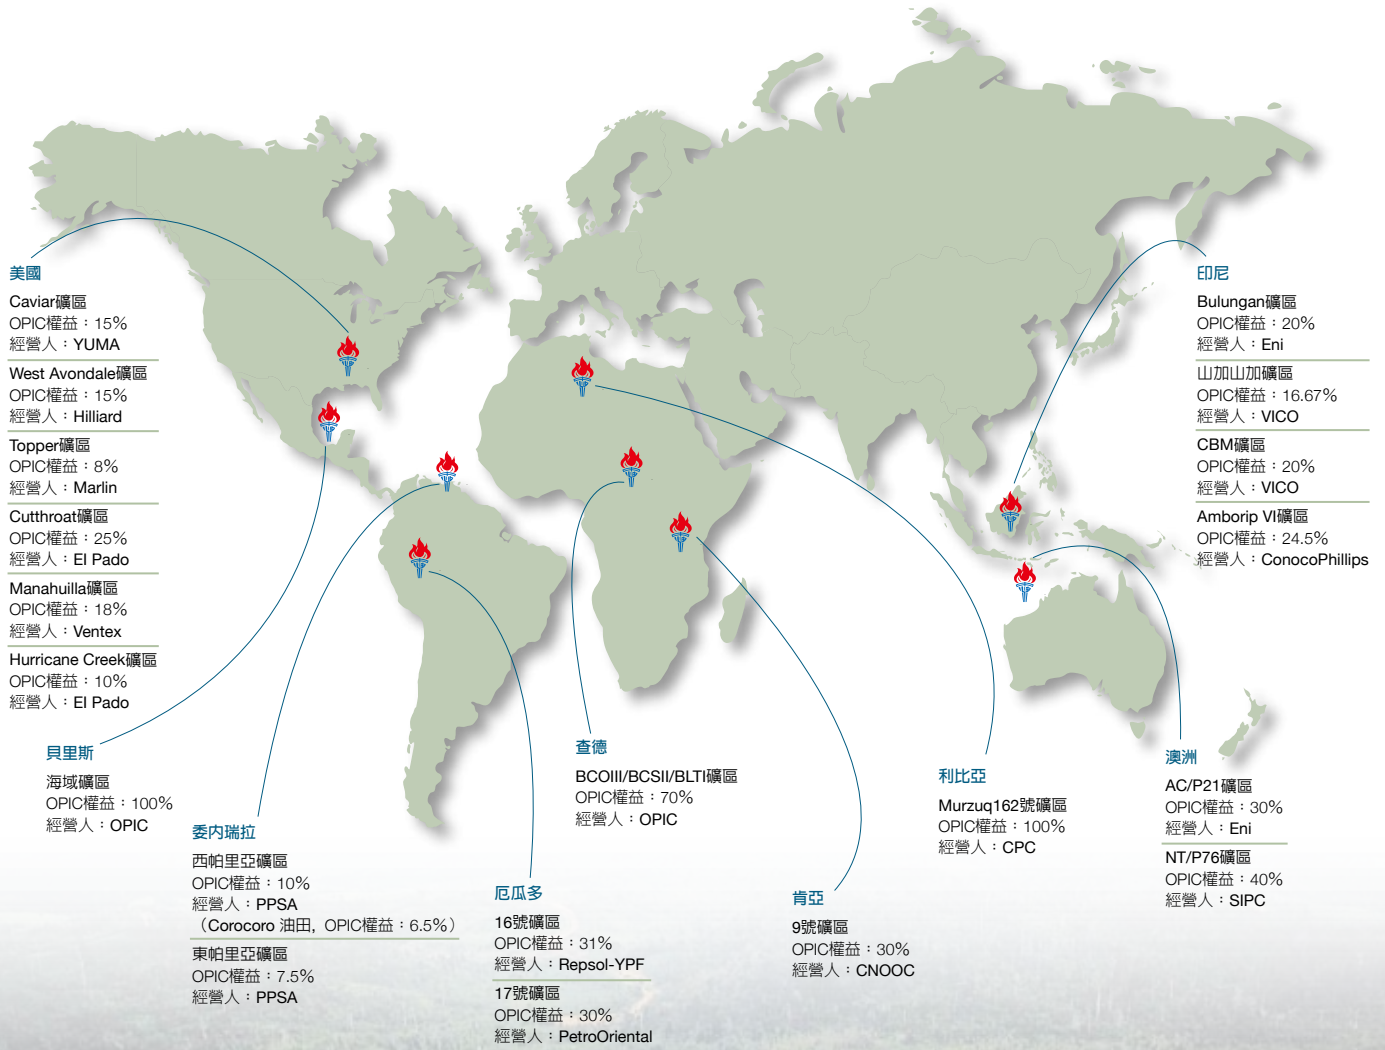 美國
Caviar礦區
OPIC權益：15%
經營人：YUMA
West Avondale礦區
OPIC權益：15%
經營人：Hilliard
Topper礦區
OPIC權益：8%
經營人：Marlin
Cutthroat礦區
OPIC權益：25%
經營人：El Pado
Manahuilla礦區
OPIC權益：18%
經營人：Ventex
Hurricane Creek礦區
OPIC權益：10%
經營人：El Pado
貝里斯
海域礦區
OPIC權益：100%
經營人：OPIC
委內瑞拉
西帕里亞礦區
OPIC權益：10%
經營人：PPSA
（Corocoro 油田, OPIC權益：6.5%）
東帕里亞礦區
OPIC權益：7.5%
經營人：PPSA
厄瓜多
16號礦區
OPIC權益：31%
經營人：Repsol-YPF
17號礦區
OPIC權益：30%
經營人：PetroOriental
查德
BCOIII/BCSII/BLTI礦區
OPIC權益：70%
經營人：OPIC
肯亞
9號礦區
OPIC權益：30%
經營人：CNOOC
利比亞
Murzuq162號礦區
OPIC權益：100%
經營人：CPC
澳洲
AC/P21礦區
OPIC權益：30%
經營人：Eni
NT/P76礦區
OPIC權益：40%
經營人：SIPC
印尼
Bulungan礦區
OPIC權益：20%
經營人：Eni
山加山加礦區
OPIC權益：16.67%
經營人：VICO
CBM礦區
OPIC權益：20%
經營人：VICO
Amborip VI礦區
OPIC權益：24.5%
經營人：ConocoPhillips